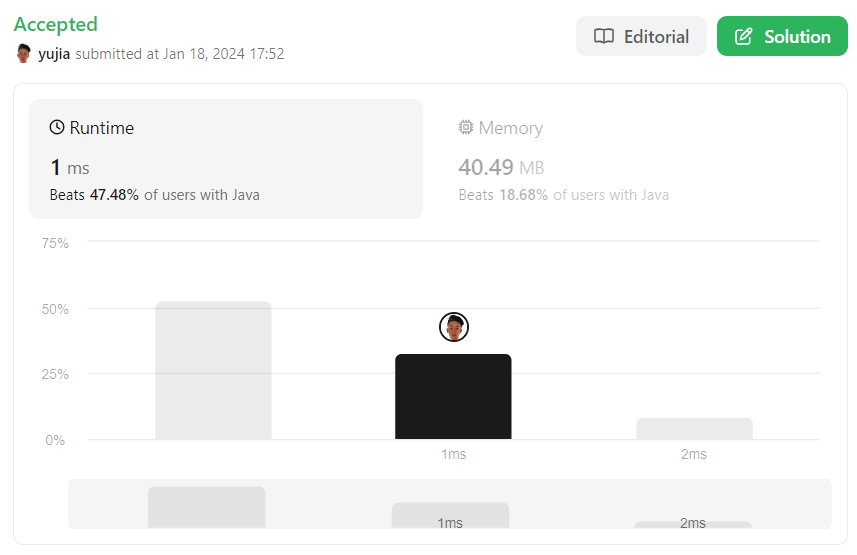 Accepted
yujia submitted at Jan 18, 2024 17:52
Editorial
Solution
Runtime
1 ms
Beats 47.48% of users with Java
Memory
40.49 MB
Beats 18.68% of users with Java
75%
50%
25%
0%
1ms
2ms
1ms
2ms